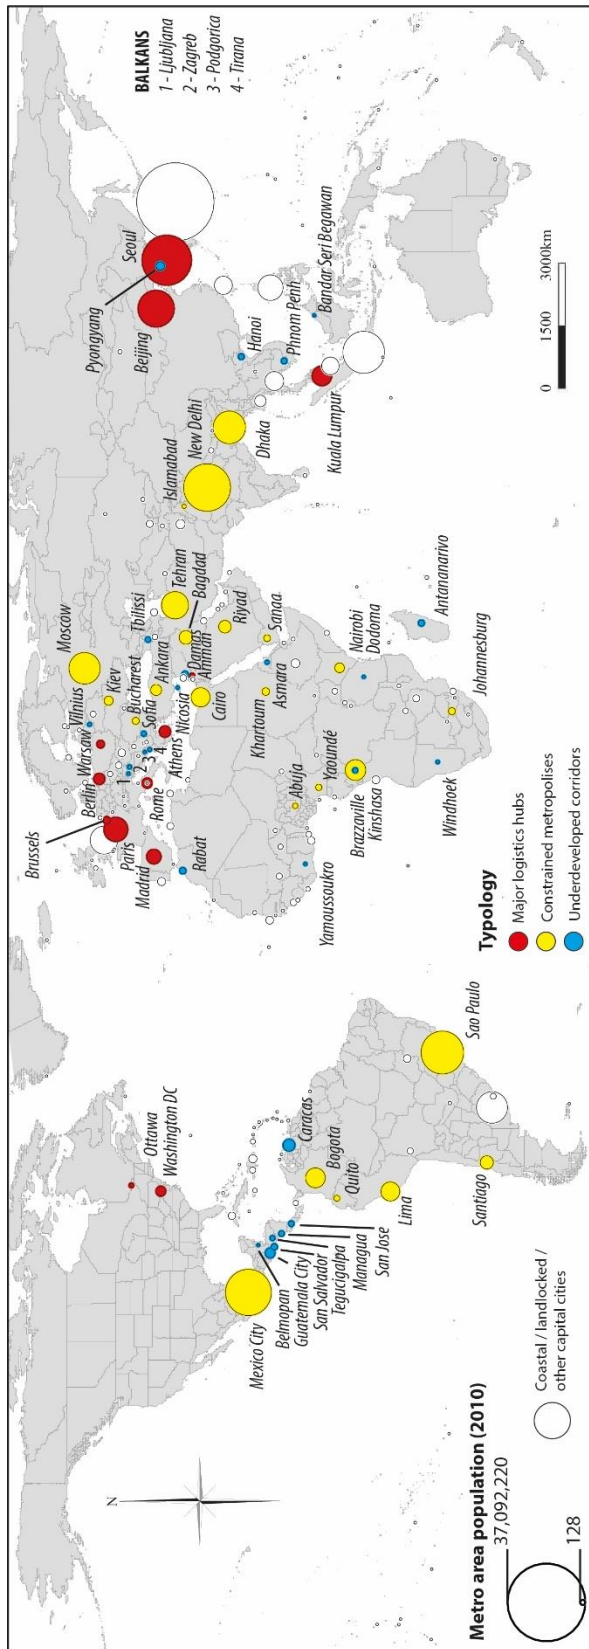 BALKANS
1 - Ljubljana
2 - Zagreb
3 - Podgorica
4 - Tirana
N
Ottawa
Washington DC
Mexico City
Belmopan
Guatemala City
San Salvador
Tegucigalpa
Managua
San Jose
Caracas
Bogota
Quito
Lima
Sao Paulo
Santiago
Brussels
Berlin
Warsaw
Vilnius
Moscow
Kiev
Bucharest
Sofia
Ankara
Tbilissi
Tehran
Bagdad
Paris
Madrid
Rome
1
2
3
4
Athens
Nicosia
Damas
Amman
Cairo
Riyad
Sanaa
Rabat
Khartoum
Asmara
Abuja
Yaoundé
Yamoussoukro
Brazzaville
Kinshasa
Nairobi
Dodoma
Antananarivo
Windhoek
Johannesburg
Islamabad
New Delhi
Dhaka
Pyongyang
Seoul
Beijing
Hanoi
Phnom Penh
Bandar Seri Begawan
Kuala Lumpur
0 1500 3000km
Metro area population (2010)
37,092,220
128
Coastal / landlocked /
other capital cities
Typology
Major logistics hubs
Constrained metropolises
Underdeveloped corridors